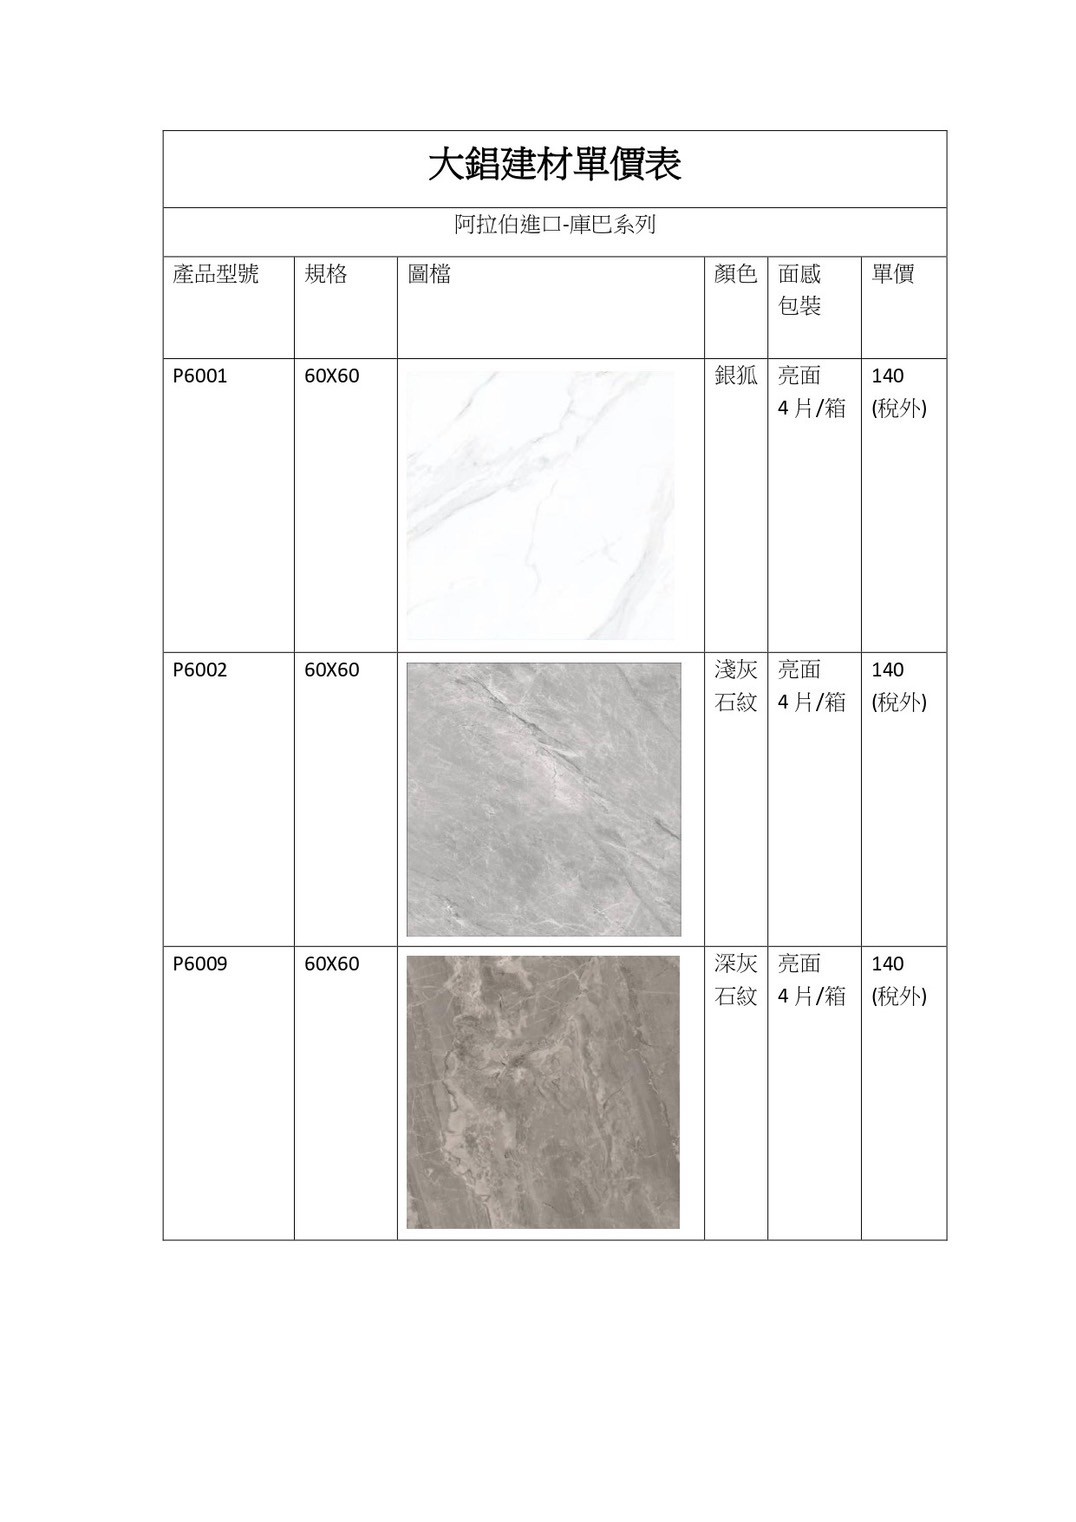 大錩建材單價表
阿拉伯進口-庫巴系列
產品型號 規格 圖檔 顏色 面感 單價
包裝
P6001 60X60 銀狐 亮面 140
4 片/箱 (稅外)
P6002 60X60 淺灰 亮面 140
石紋 4 片/箱 (稅外)
P6009 60X60 深灰 亮面 140
石紋 4 片/箱 (稅外)